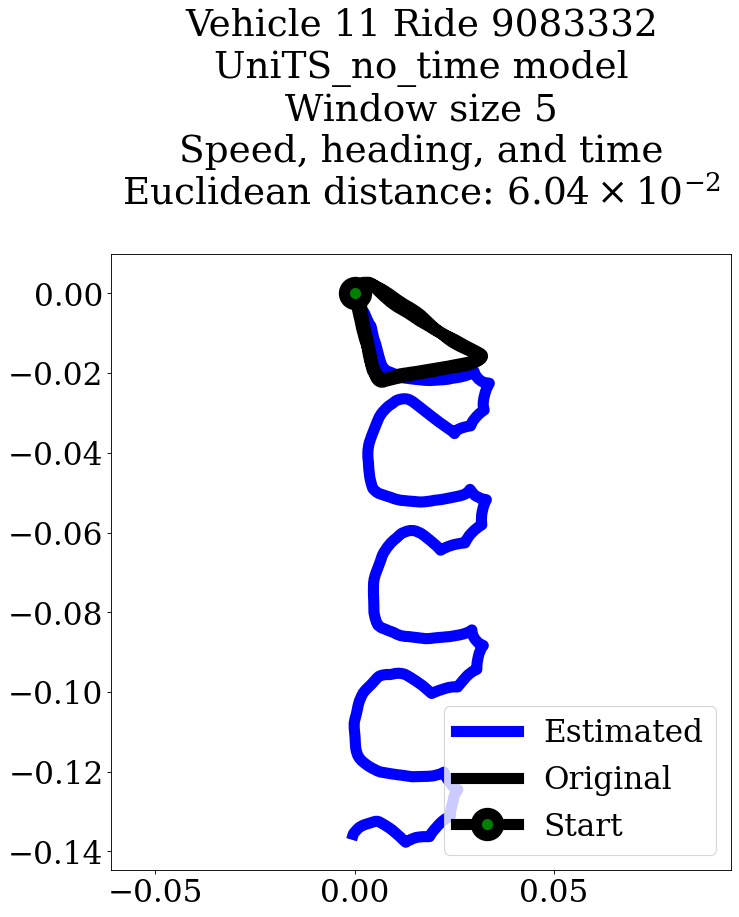 Vehicle 11 Ride 9083332
UniTS_no_time model
Window size 5
Speed, heading, and time
Euclidean distance: 6.04 × 10⁻²
0.00
−0.02
−0.04
−0.06
−0.08
−0.10
−0.12
−0.14
Estimated
Original
Start
−0.05 0.00 0.05